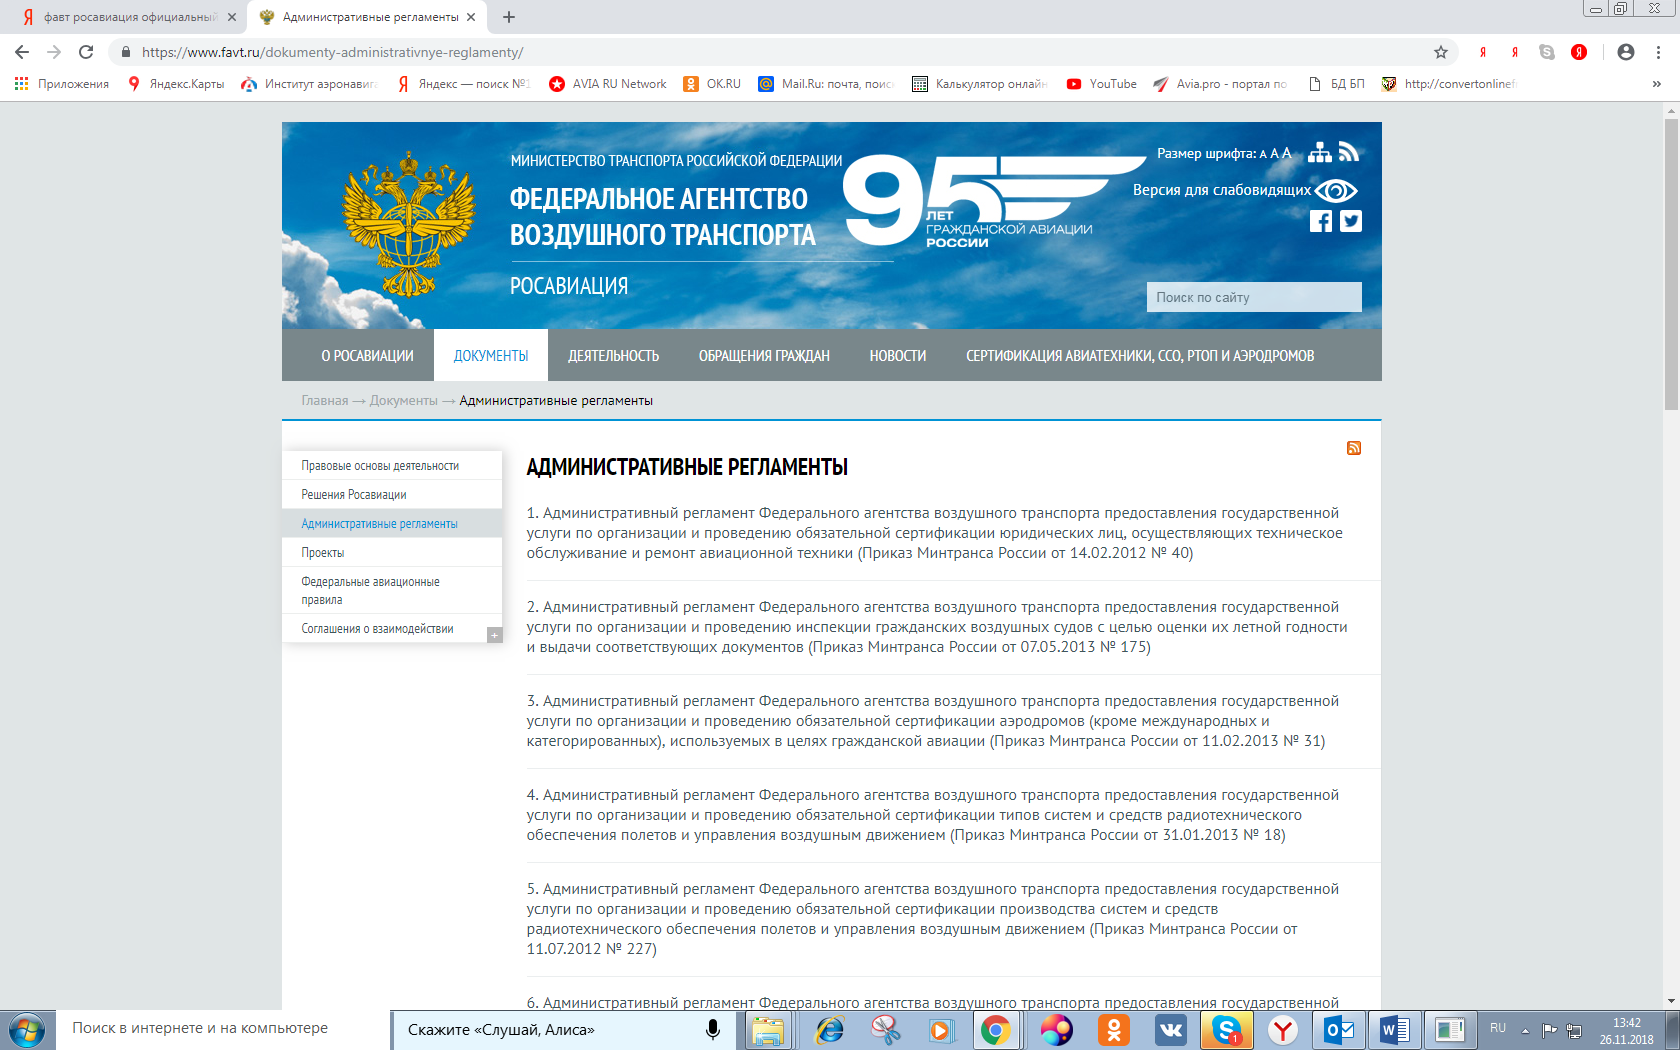 фавт росавиация официальный
Административные регламенты
https://www.favt.ru/dokumenty-administrativnye-reglamenty/
Приложения
Яндекс.Карты
Институт аэронавига
Яндекс — поиск №1
AVIA RU Network
OK.RU
Mail.Ru: почта, поиск
Калькулятор онлайн
YouTube
Avia.pro - портал по
БД БП
http://convertonlinefr
МИНИСТЕРСТВО ТРАНСПОРТА РОССИЙСКОЙ ФЕДЕРАЦИИ
ФЕДЕРАЛЬНОЕ АГЕНТСТВО
ВОЗДУШНОГО ТРАНСПОРТА
РОСАВИАЦИЯ
95
ЛЕТ
ГРАЖДАНСКОЙ АВИАЦИИ
РОССИИ
Размер шрифта: А А А
Версия для слабовидящих
Поиск по сайту
О РОСАВИАЦИИ
ДОКУМЕНТЫ
ДЕЯТЕЛЬНОСТЬ
ОБРАЩЕНИЯ ГРАЖДАН
НОВОСТИ
СЕРТИФИКАЦИЯ АВИАТЕХНИКИ, ССО, РТОП И АЭРОДРОМОВ
Главная → Документы → Административные регламенты
Правовые основы деятельности
Решения Росавиации
Административные регламенты
Проекты
Федеральные авиационные
правила
Соглашения о взаимодействии
АДМИНИСТРАТИВНЫЕ РЕГЛАМЕНТЫ
1. Административный регламент Федерального агентства воздушного транспорта предоставления государственной
услуги по организации и проведению обязательной сертификации юридических лиц, осуществляющих техническое
обслуживание и ремонт авиационной техники (Приказ Минтранса России от 14.02.2012 № 40)
2. Административный регламент Федерального агентства воздушного транспорта предоставления государственной
услуги по организации и проведению инспекции гражданских воздушных судов с целью оценки их летной годности
и выдачи соответствующих документов (Приказ Минтранса России от 07.05.2013 № 175)
3. Административный регламент Федерального агентства воздушного транспорта предоставления государственной
услуги по организации и проведению обязательной сертификации аэродромов (кроме международных и
категорированных), используемых в целях гражданской авиации (Приказ Минтранса России от 11.02.2013 № 31)
4. Административный регламент Федерального агентства воздушного транспорта предоставления государственной
услуги по организации и проведению обязательной сертификации типов систем и средств радиотехнического
обеспечения полетов и управления воздушным движением (Приказ Минтранса России от 31.01.2013 № 18)
5. Административный регламент Федерального агентства воздушного транспорта предоставления государственной
услуги по организации и проведению обязательной сертификации производства систем и средств
радиотехнического обеспечения полетов и управления воздушным движением (Приказ Минтранса России от
11.07.2012 № 227)
6. Административный регламент Федерального агентства воздушного транспорта предоставления государственной
Поиск в интернете и на компьютере
Скажите «Слушай, Алиса»
RU
13:42
26.11.2018